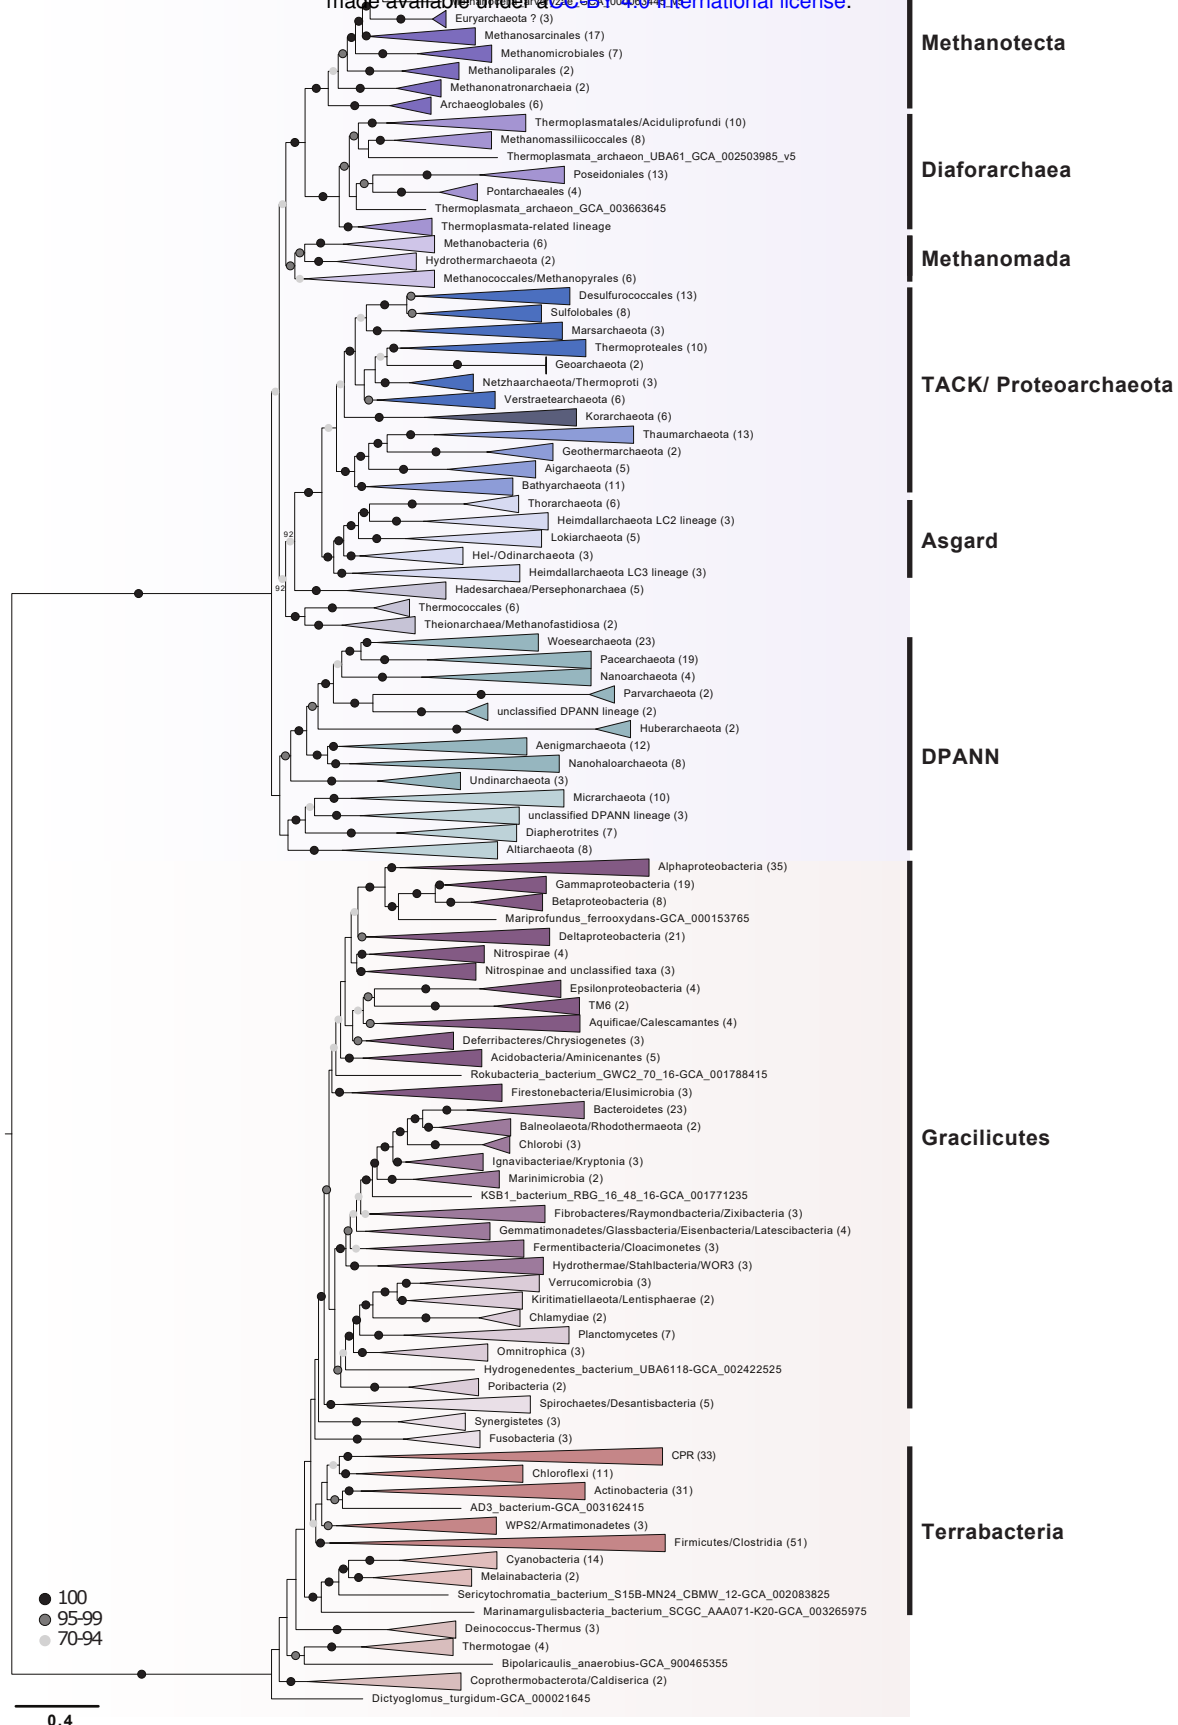 made available under aCC-BY 4.0 International license.
Euryarchaeota ? (3)
Methanosarcinales (17)
Methanomicrobiales (7)
Methanoliparales (2)
Methanonatronarchaeia (2)
Archaeoglobales (6)
Methanotecta
Thermoplasmatales/Aciduliprofundi (10)
Methanomassiliicoccales (8)
Thermoplasmata_archaeon_UBA61_GCA_002503985_v5
Poseidoniales (13)
Pontarchaeales (4)
Thermoplasmata_archaeon_GCA_003663645
Thermoplasmata-related lineage
Diaforarchaea
Methanobacteria (6)
Hydrothermarchaeota (2)
Methanococcales/Methanopyrales (6)
Methanomada
Desulfurococcales (13)
Sulfolobales (8)
Marsarchaeota (3)
Thermoproteales (10)
Geoarchaeota (2)
Netzhaarchaeota/Thermoproti (3)
Verstraetearchaeota (6)
Korarchaeota (6)
Thaumarchaeota (13)
Geothermarchaeota (2)
Aigarchaeota (5)
Bathyarchaeota (11)
TACK/ Proteoarchaeota
Thorarchaeota (6)
Heimdallarchaeota LC2 lineage (3)
Lokiarchaeota (5)
Hel-/Odinarchaeota (3)
Heimdallarchaeota LC3 lineage (3)
Asgard
92
92
Hadesarchaea/Persephonarchaea (5)
Thermococcales (6)
Theionarchaea/Methanofastidiosa (2)
Woesearchaeota (23)
Pacearchaeota (19)
Nanoarchaeota (4)
Parvarchaeota (2)
unclassified DPANN lineage (2)
Huberarchaeota (2)
Aenigmarchaeota (12)
Nanohaloarchaeota (8)
Undinarchaeota (3)
Micrarchaeota (10)
unclassified DPANN lineage (3)
Diapherotrites (7)
Altiarchaeota (8)
DPANN
Alphaproteobacteria (35)
Gammaproteobacteria (19)
Betaproteobacteria (8)
Mariprofundus_ferrooxydans-GCA_000153765
Deltaproteobacteria (21)
Nitrospirae (4)
Nitrospinae and unclassified taxa (3)
Epsilonproteobacteria (4)
TM6 (2)
Aquificae/Calescamantes (4)
Deferribacteres/Chrysiogenetes (3)
Acidobacteria/Aminicenantes (5)
Rokubacteria_bacterium_GWC2_70_16-GCA_001788415
Firestonebacteria/Elusimicrobia (3)
Bacteroidetes (23)
Balneolaeota/Rhodothermaeota (2)
Chlorobi (3)
Ignavibacteriae/Kryptonia (3)
Marinimicrobia (2)
KSB1_bacterium_RBG_16_48_16-GCA_001771235
Fibrobacteres/Raymondbacteria/Zixibacteria (3)
Gemmatimonadetes/Glassbacteria/Eisenbacteria/Latescibacteria (4)
Fermentibacteria/Cloacimonetes (3)
Hydrothermae/Stahlbacteria/WOR3 (3)
Verrucomicrobia (3)
Kiritimatiellaeota/Lentisphaerae (2)
Chlamydiae (2)
Planctomycetes (7)
Omnitrophica (3)
Hydrogenedentes_bacterium_UBA6118-GCA_002422525
Poribacteria (2)
Spirochaetes/Desantisbacteria (5)
Gracilicutes
Synergistetes (3)
Fusobacteria (3)
CPR (33)
Chloroflexi (11)
Actinobacteria (31)
AD3_bacterium-GCA_003162415
WPS2/Armatimonadetes (3)
Firmicutes/Clostridia (51)
Cyanobacteria (14)
Melainabacteria (2)
Sericytochromatia_bacterium_S15B-MN24_CBMW_12-GCA_002083825
Marinamargulisbacteria_bacterium_SCGC_AAA071-K20-GCA_003265975
Terrabacteria
Deinococcus-Thermus (3)
Thermotogae (4)
Bipolaricaulis_anaerobius-GCA_900465355
Coprothermobacterota/Caldiserica (2)
Dictyoglomus_turgidum-GCA_000021645
100
95-99
70-94
0.4